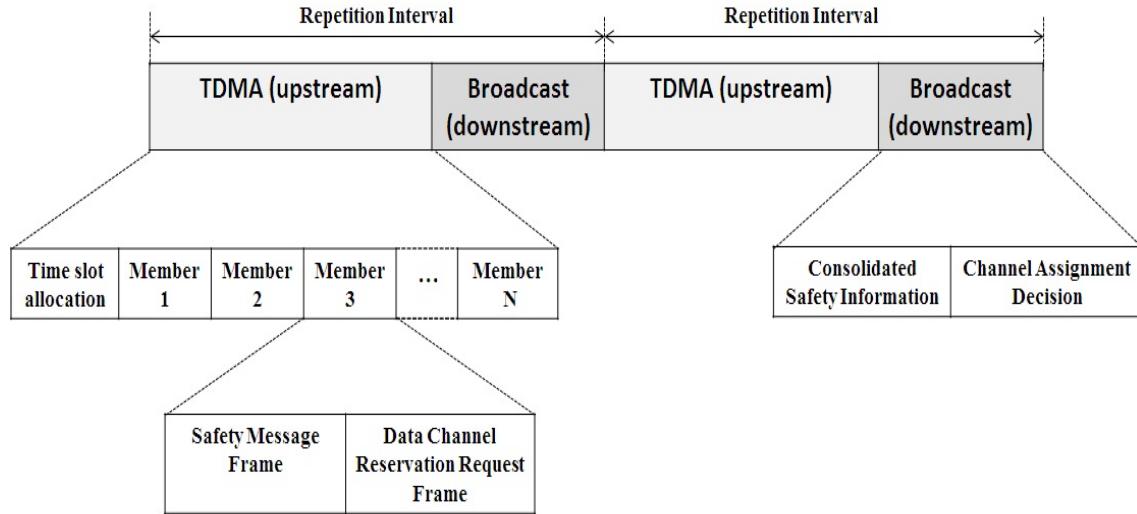 Repetition Interval
Repetition Interval
TDMA (upstream)
Broadcast
(downstream)
TDMA (upstream)
Broadcast
(downstream)
Time slot
allocation
Member
1
Member
2
Member
3
...
Member
N
Consolidated
Safety Information
Channel Assignment
Decision
Safety Message
Frame
Data Channel
Reservation Request
Frame